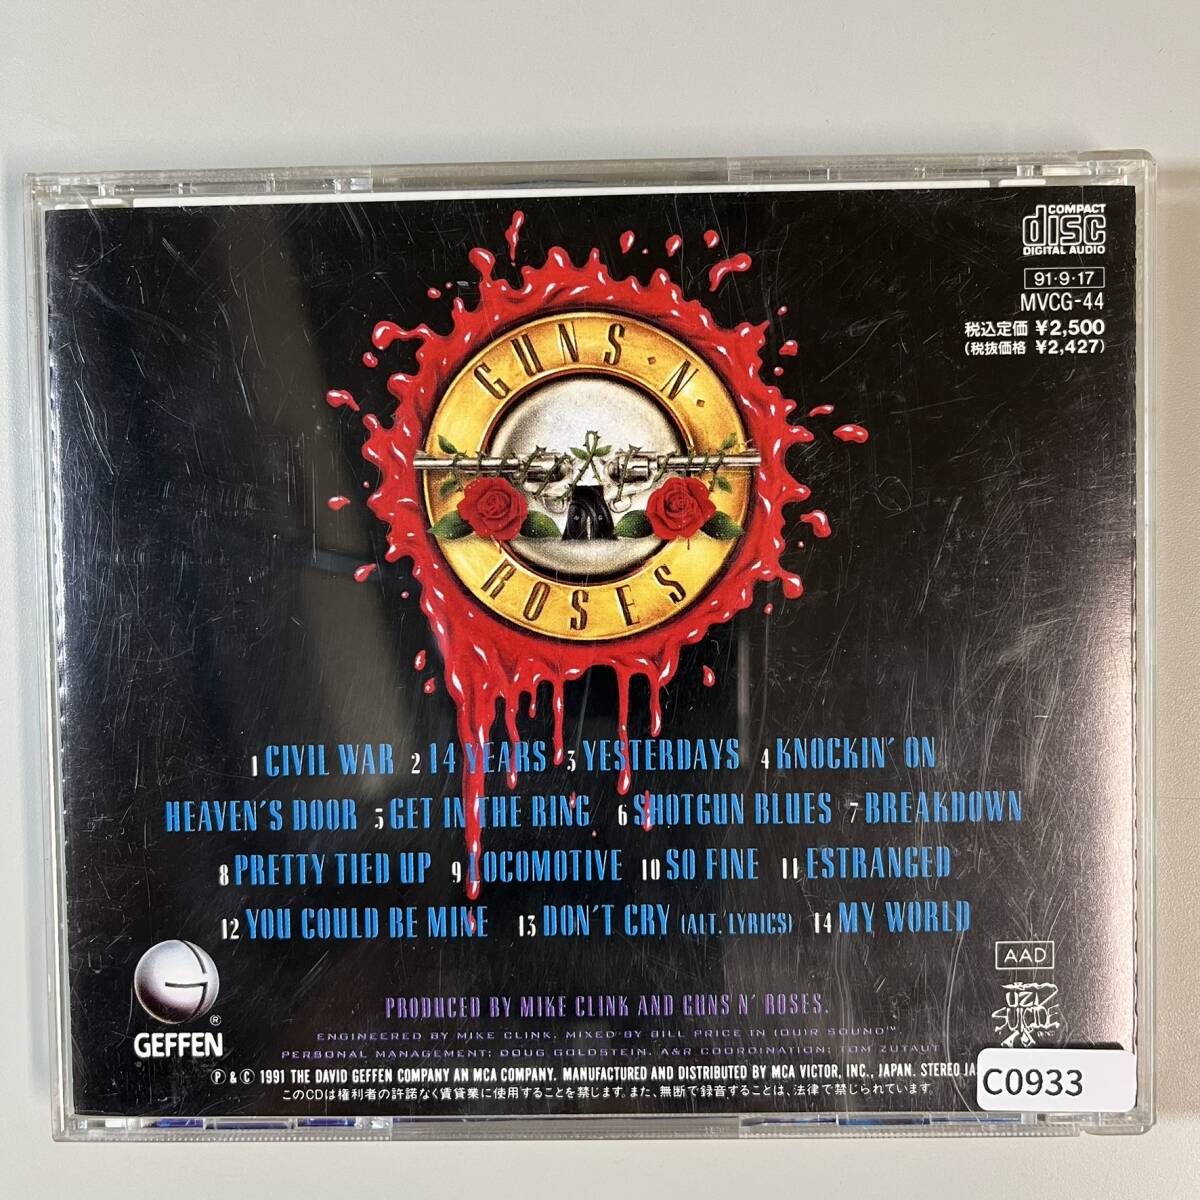 COMPACT
disc
DIGITAL AUDIO
91·9·17
MVCG-44
税込定価 ¥2,500
(税抜価格 ¥2,427)
GUNS·N·
ROSES
1 CIVIL WAR 2 14 YEARS 3 YESTERDAYS 4 KNOCKIN' ON
HEAVEN'S DOOR 5 GET IN THE RING 6 SHOTGUN BLUES 7 BREAKDOWN
8 PRETTY TIED UP 9 LOCOMOTIVE 10 SO FINE 11 ESTRANGED
12 YOU COULD BE MINE 13 DON'T CRY (ALT. LYRICS) 14 MY WORLD
AAD
SUICIDE
G
®
GEFFEN
PRODUCED BY MIKE CLINK AND GUNS N' ROSES.
ENGINEERED BY MIKE CLINK. MIXED BY BILL PRICE IN (OUR SOUND)™
PERSONAL MANAGEMENT: DOUG GOLDSTEIN. A&R COORDINATION: TOM ZUTAUT
Ⓟ & © 1991 THE DAVID GEFFEN COMPANY AN MCA COMPANY. MANUFACTURED AND DISTRIBUTED BY MCA VICTOR, INC., JAPAN. STEREO
このCDは権利者の許諾なく賃貸業に使用することを禁じます。また、無断で録音することは、法律で禁じられています。
C0933